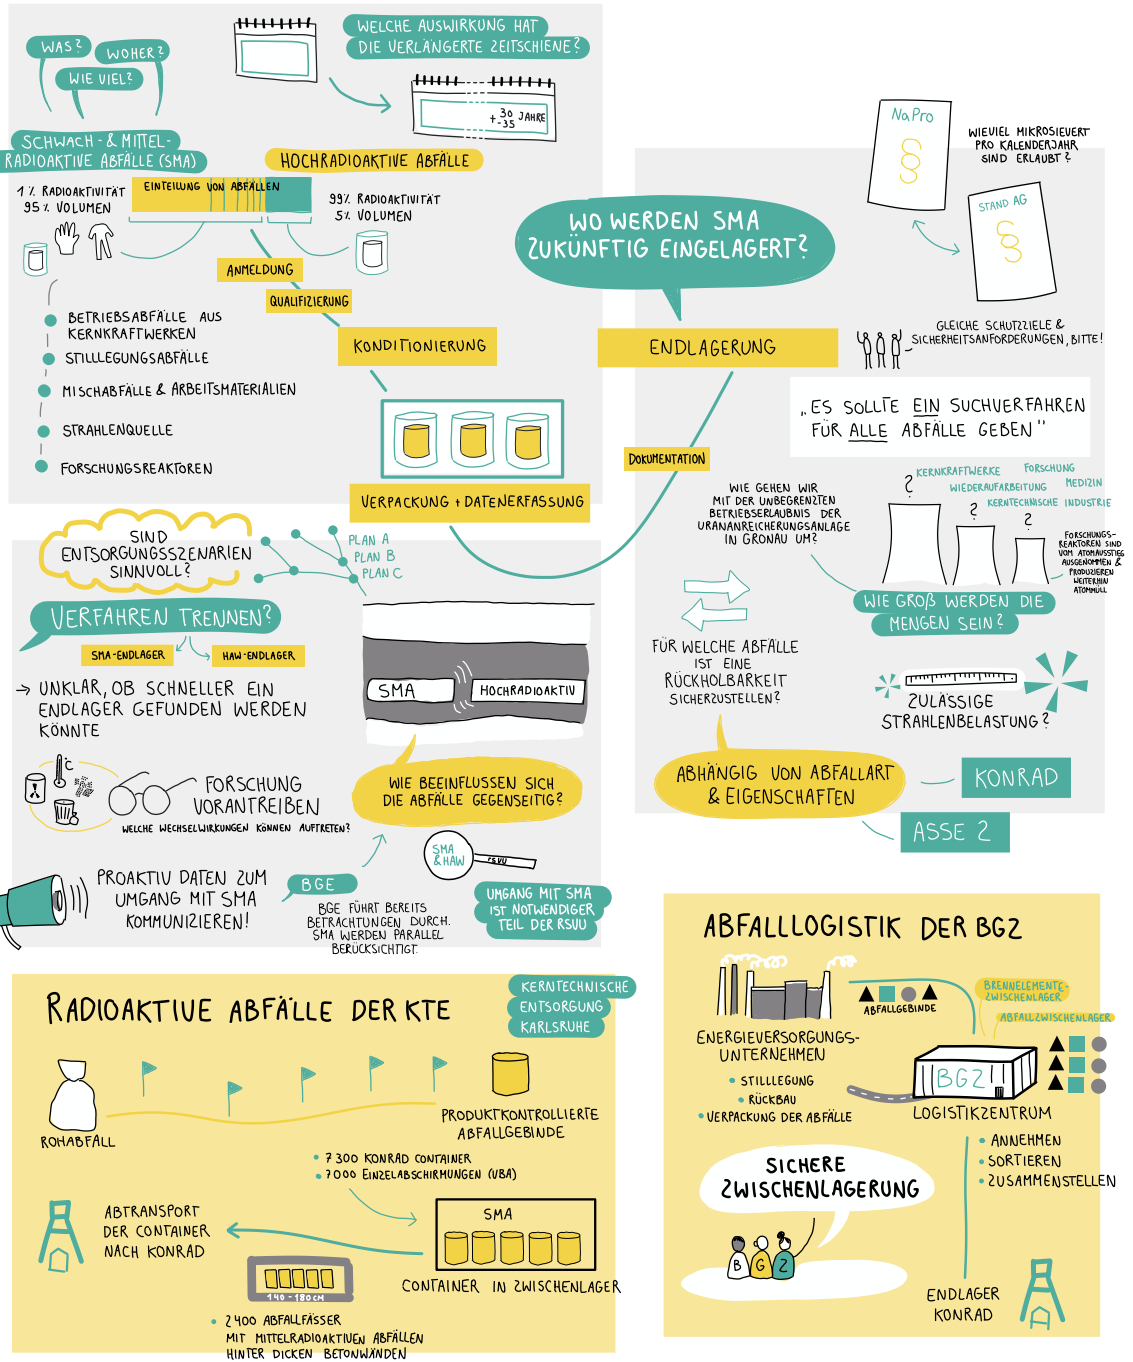 WAS?
WOHER?
WIE VIEL?
WELCHE AUSWIRKUNG HAT
DIE VERLÄNGERTE ZEITSCHIENE?
+ 30
- 35 JAHRE
SCHWACH- & MITTEL-
RADIOAKTIVE ABFÄLLE (SMA)
HOCHRADIOAKTIVE ABFÄLLE
EINTEILUNG VON ABFÄLLEN
1% RADIOAKTIVITÄT
95% VOLUMEN
99% RADIOAKTIVITÄT
5% VOLUMEN
ANMELDUNG
QUALIFIZIERUNG
KONDITIONIERUNG
BETRIEBSABFÄLLE AUS
KERNKRAFTWERKEN
STILLLEGUNGSABFÄLLE
MISCHABFÄLLE & ARBEITSMATERIALIEN
STRAHLENQUELLE
FORSCHUNGSREAKTOREN
VERPACKUNG + DATENERFASSUNG
DOKUMENTATION
WO WERDEN SMA
ZUKÜNFTIG EINGELAGERT?
ENDLAGERUNG
NaPro
§
STAND AG
§
WIEVIEL MIKROSIEVERT
PRO KALENDERJAHR
SIND ERLAUBT?
GLEICHE SCHUTZZIELE &
SICHERHEITSANFORDERUNGEN, BITTE!
„ES SOLLTE EIN SUCHVERFAHREN
FÜR ALLE ABFÄLLE GEBEN"
WIE GEHEN WIR
MIT DER UNBEGRENZTEN
BETRIEBSERLAUBNIS DER
URANANREICHERUNGSANLAGE
IN GRONAU UM?
KERNKRAFTWERKE
FORSCHUNG
WIEDERAUFARBEITUNG
MEDIZIN
KERNTECHNISCHE INDUSTRIE
?
?
?
FORSCHUNGS-
REAKTOREN SIND
VOM ATOMAUSSTIEG
AUSGENOMMEN &
PRODUZIEREN
WEITERHIN
ATOMMÜLL
WIE GROẞ WERDEN DIE
MENGEN SEIN?
FÜR WELCHE ABFÄLLE
IST EINE
RÜCKHOLBARKEIT
SICHERZUSTELLEN?
ZULÄSSIGE
STRAHLENBELASTUNG?
ABHÄNGIG VON ABFALLART
& EIGENSCHAFTEN
KONRAD
ASSE 2
SIND
ENTSORGUNGSSZENARIEN
SINNVOLL?
PLAN A
PLAN B
PLAN C
VERFAHREN TRENNEN?
SMA-ENDLAGER
HAW-ENDLAGER
→ UNKLAR, OB SCHNELLER EIN
ENDLAGER GEFUNDEN WERDEN
KÖNNTE
SMA
HOCHRADIOAKTIV
°C
FORSCHUNG
VORANTREIBEN
WELCHE WECHSELWIRKUNGEN KÖNNEN AUFTRETEN?
WIE BEEINFLUSSEN SICH
DIE ABFÄLLE GEGENSEITIG?
SMA
& HAW
rSVU
PROAKTIV DATEN ZUM
UMGANG MIT SMA
KOMMUNIZIEREN!
BGE
BGE FÜHRT BEREITS
BETRACHTUNGEN DURCH.
SMA WERDEN PARALLEL
BERÜCKSICHTIGT.
UMGANG MIT SMA
IST NOTWENDIGER
TEIL DER RSVU
RADIOAKTIVE ABFÄLLE DER KTE
KERNTECHNISCHE
ENTSORGUNG
KARLSRUHE
ROHABFALL
PRODUKTKONTROLLIERTE
ABFALLGEBINDE
7300 KONRAD CONTAINER
7000 EINZELABSCHIRMUNGEN (VBA)
ABTRANSPORT
DER CONTAINER
NACH KONRAD
SMA
CONTAINER IN ZWISCHENLAGER
140 - 180 CM
2400 ABFALLFÄSSER
MIT MITTELRADIOAKTIVEN ABFÄLLEN
HINTER DICKEN BETONWÄNDEN
ABFALLLOGISTIK DER BGZ
ABFALLGEBINDE
BRENNELEMENTE-
ZWISCHENLAGER
ABFALLZWISCHENLAGER
ENERGIEVERSORGUNGS-
UNTERNEHMEN
STILLLEGUNG
RÜCKBAU
VERPACKUNG DER ABFÄLLE
BGZ
LOGISTIKZENTRUM
ANNEHMEN
SORTIEREN
ZUSAMMENSTELLEN
SICHERE
ZWISCHENLAGERUNG
B G Z
ENDLAGER
KONRAD